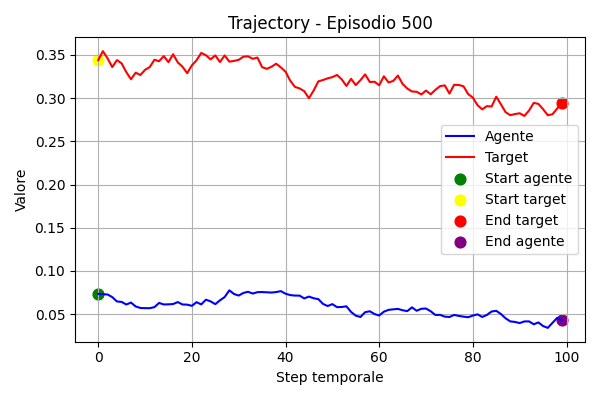 Trajectory - Episodio 500
Valore
0.35
0.30
0.25
0.20
0.15
0.10
0.05
Agente
Target
Start agente
Start target
End target
End agente
0 20 40 60 80 100
Step temporale